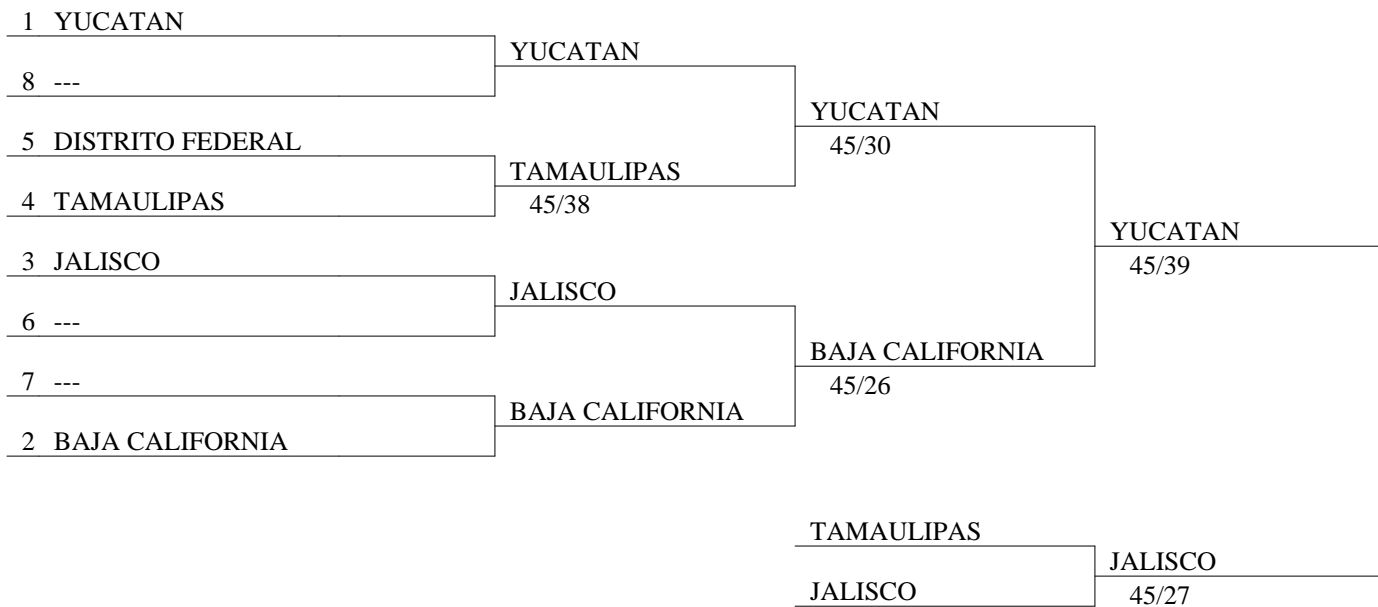 1 YUCATAN
YUCATAN
8 ---
YUCATAN
45/30
5 DISTRITO FEDERAL
TAMAULIPAS
45/38
4 TAMAULIPAS
YUCATAN
45/39
3 JALISCO
JALISCO
6 ---
BAJA CALIFORNIA
45/26
7 ---
BAJA CALIFORNIA
2 BAJA CALIFORNIA
TAMAULIPAS
JALISCO
45/27
JALISCO